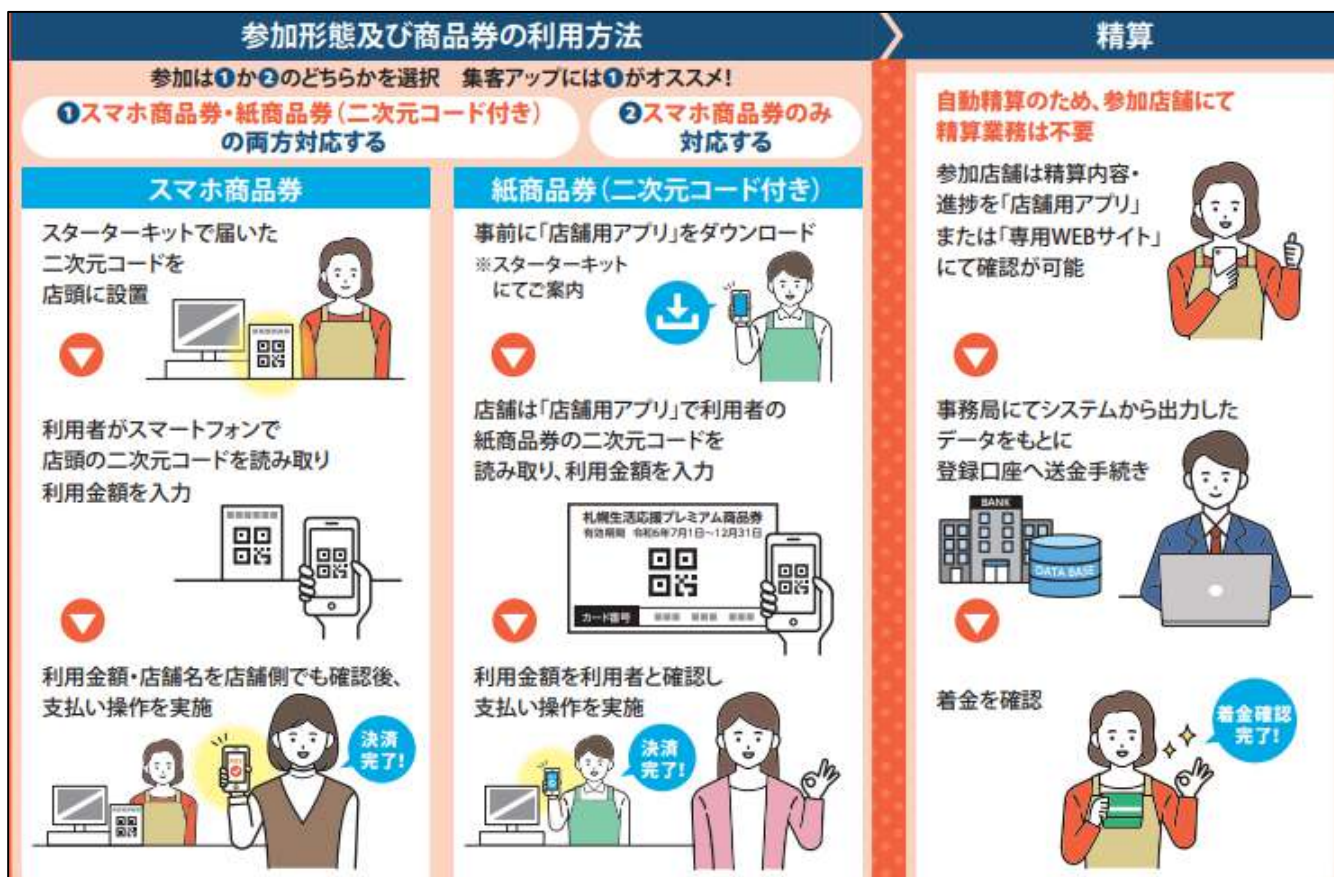 参加形態及び商品券の利用方法
参加は❶か❷のどちらかを選択 集客アップには❶がオススメ!
❶スマホ商品券・紙商品券(二次元コード付き)
の両方対応する
❷スマホ商品券のみ
対応する
スマホ商品券
スターターキットで届いた
二次元コードを
店頭に設置
利用者がスマートフォンで
店頭の二次元コードを読み取り
利用金額を入力
利用金額・店舗名を店舗側でも確認後、
支払い操作を実施
決済
完了!
紙商品券(二次元コード付き)
事前に「店舗用アプリ」をダウンロード
※スターターキット
にてご案内
店舗は「店舗用アプリ」で利用者の
紙商品券の二次元コードを
読み取り、利用金額を入力
札幌生活応援プレミアム商品券
有効期間 令和6年7月1日~12月31日
カード番号
利用金額を利用者と確認し
支払い操作を実施
決済
完了!
精算
自動精算のため、参加店舗にて
精算業務は不要
参加店舗は精算内容・
進捗を「店舗用アプリ」
または「専用WEBサイト」
にて確認が可能
事務局にてシステムから出力した
データをもとに
登録口座へ送金手続き
BANK
DATA BASE
着金を確認
着金確認
完了!